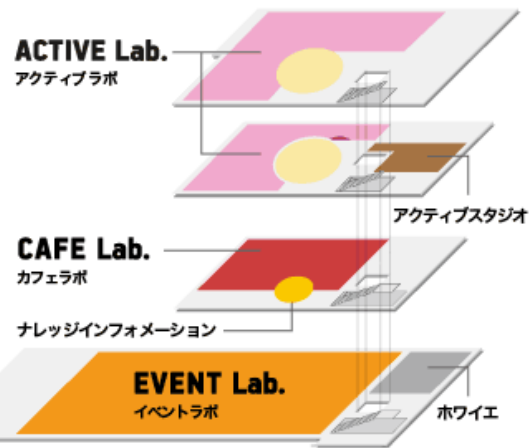 ACTIVE Lab.
アクティブラボ
アクティブスタジオ
CAFE Lab.
カフェラボ
ナレッジインフォメーション
EVENT Lab.
イベントラボ
ホワイエ